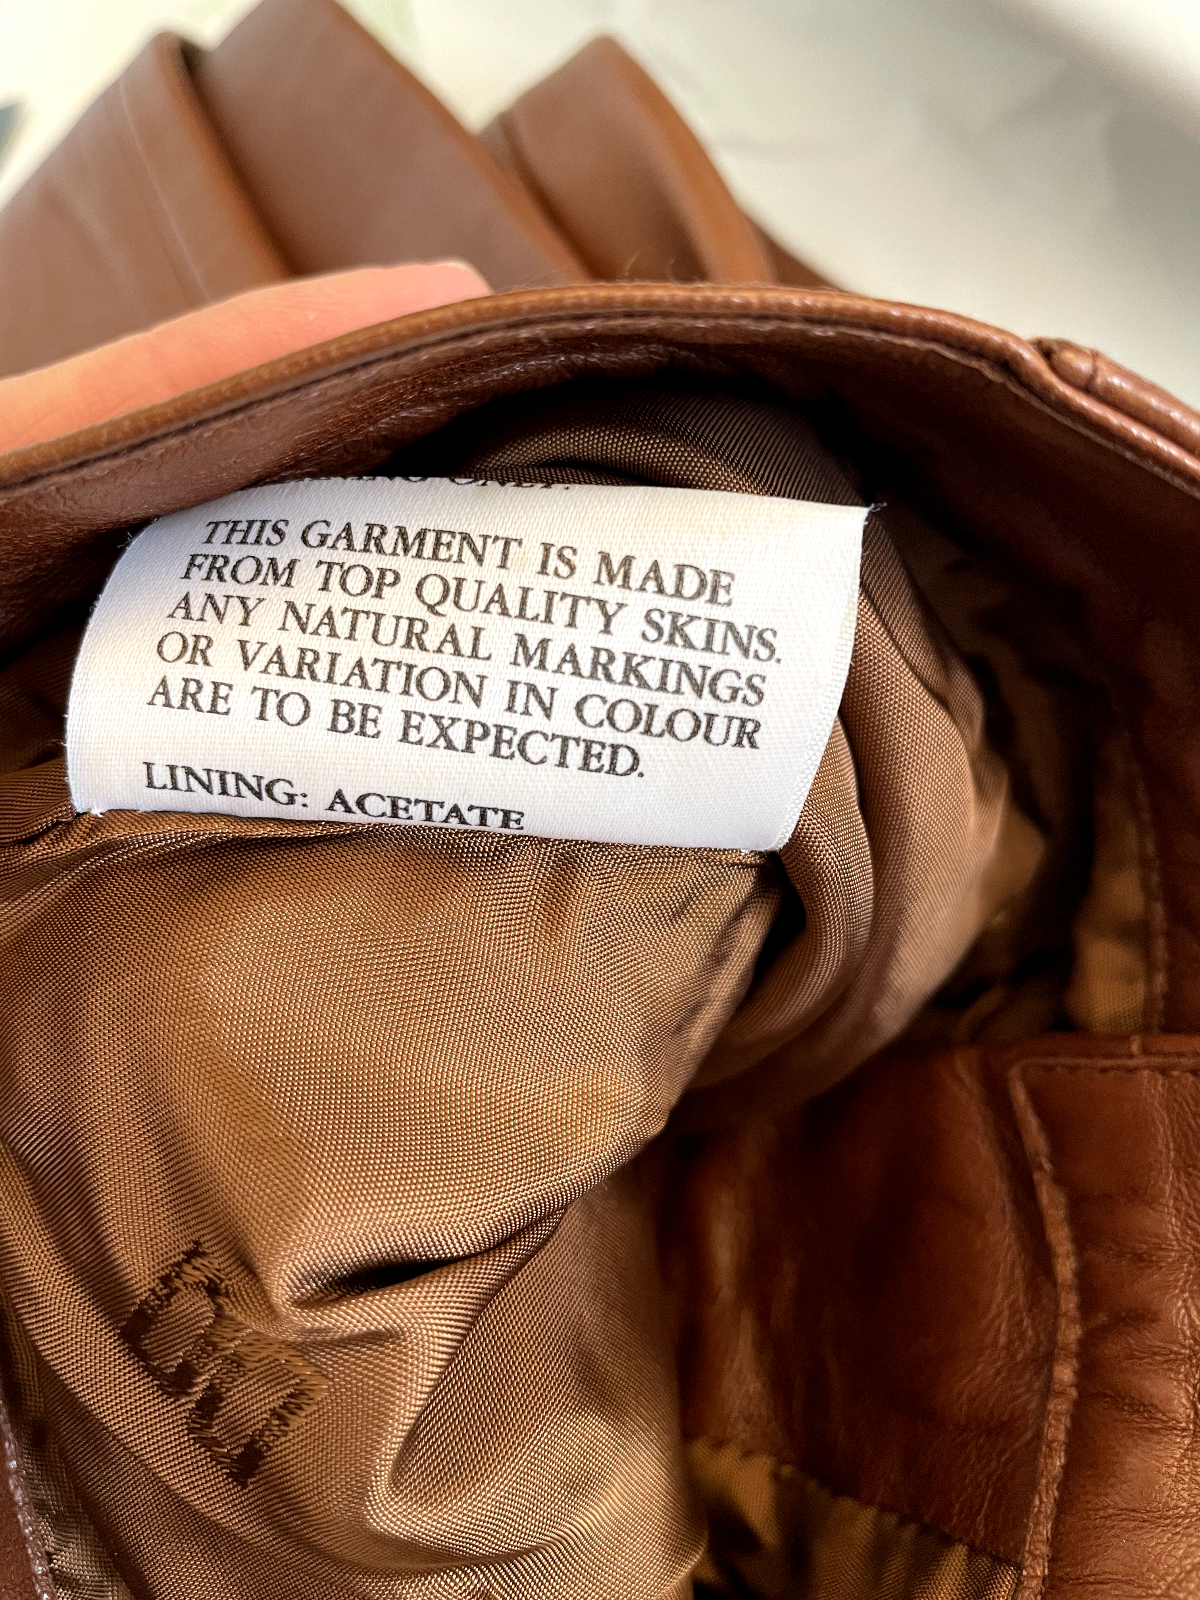 ONLY.
THIS GARMENT IS MADE
FROM TOP QUALITY SKINS.
ANY NATURAL MARKINGS
OR VARIATION IN COLOUR
ARE TO BE EXPECTED.
LINING: ACETATE